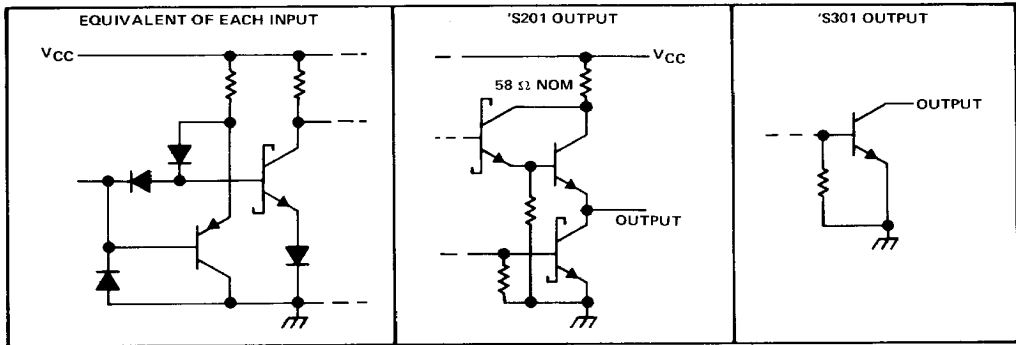 EQUIVALENT OF EACH INPUT
VCC
'S201 OUTPUT
VCC
58 Ω NOM
OUTPUT
'S301 OUTPUT
OUTPUT